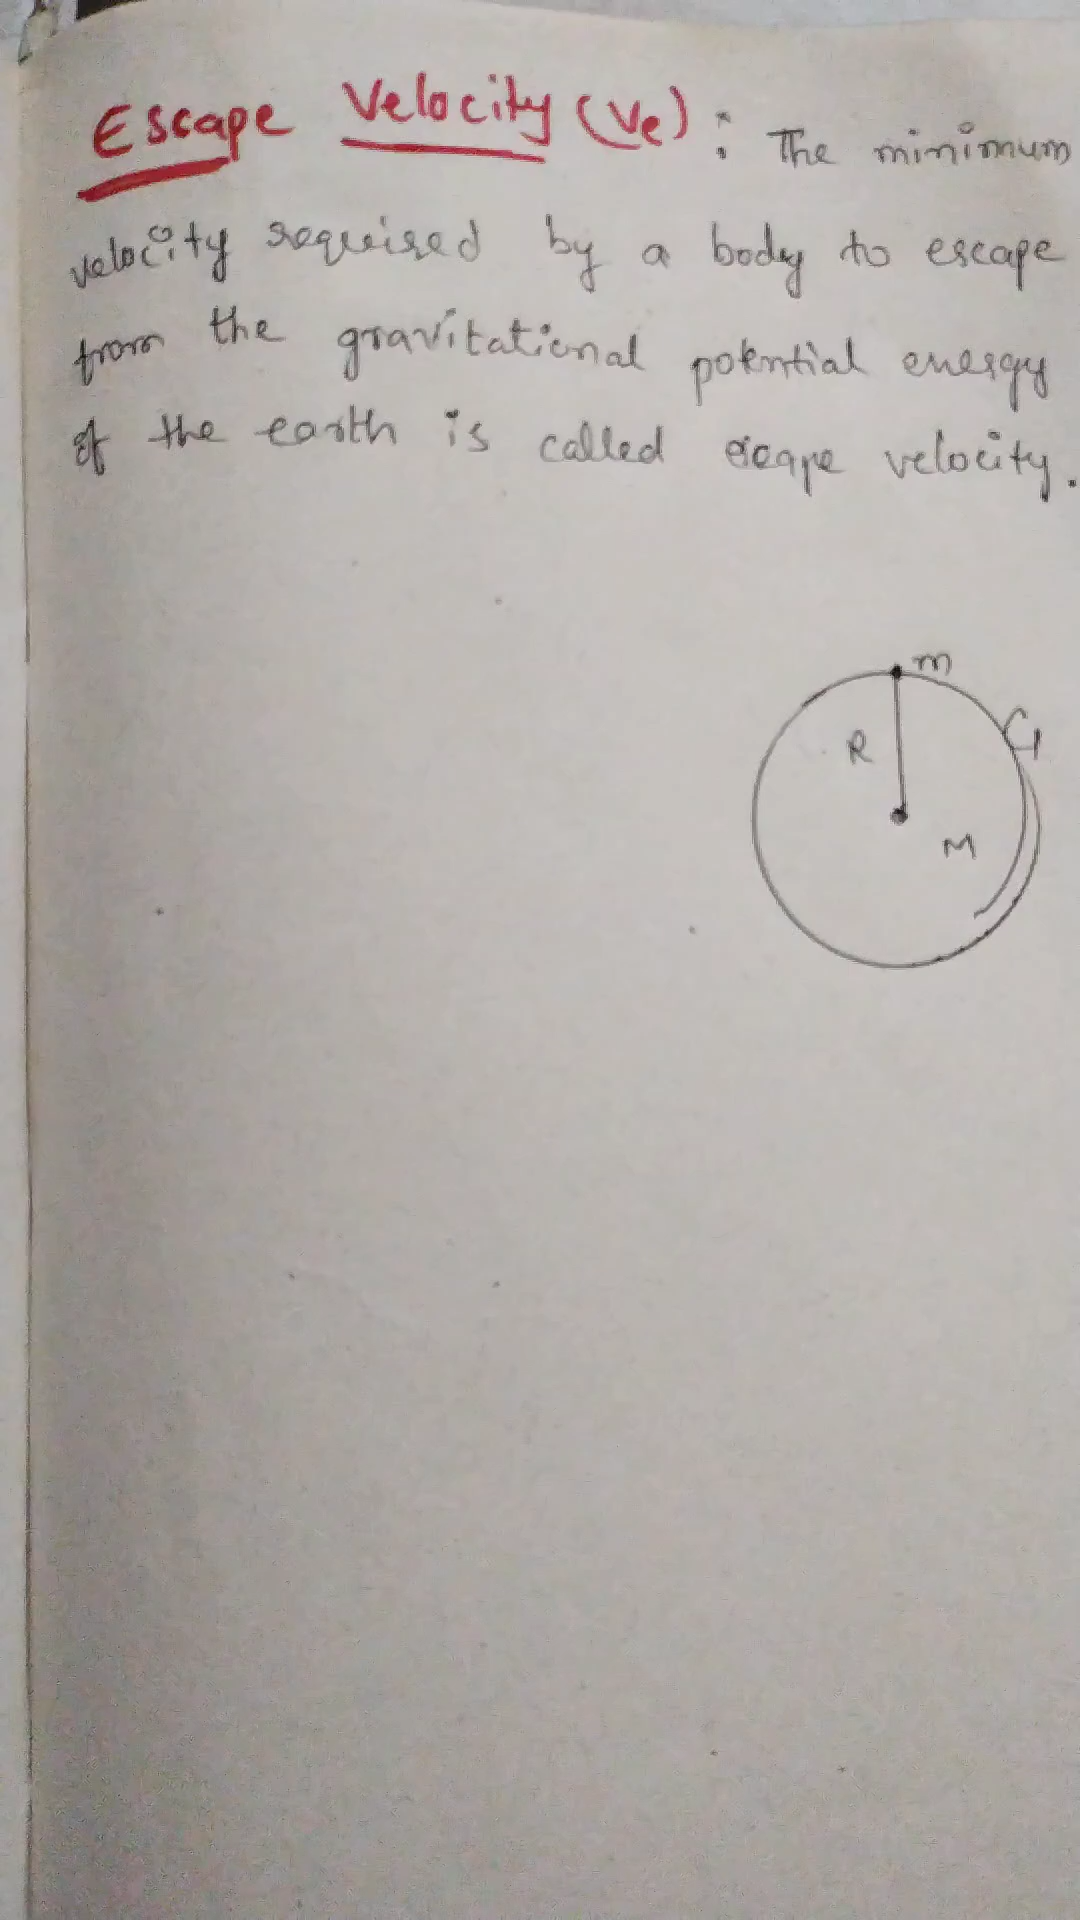 Escape Velocity (Ve) : The minimum
velocity required by a body to escape
from the gravitational potential energy
of the earth is called escape velocity.
m
G
R
M